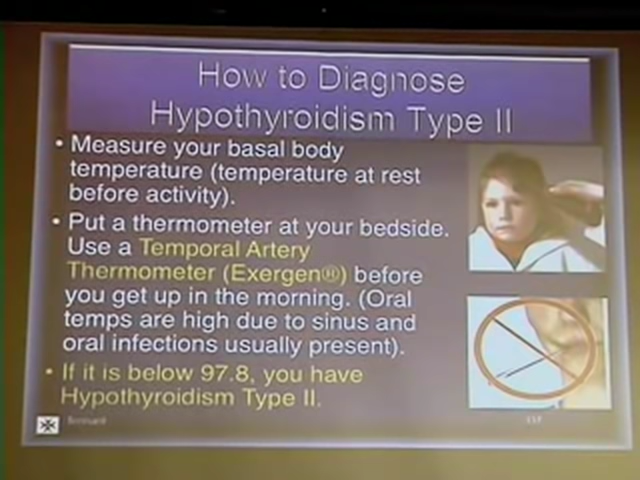 How to Diagnose
Hypothyroidism Type II
• Measure your basal body
temperature (temperature at rest
before activity).
• Put a thermometer at your bedside.
Use a Temporal Artery
Thermometer (Exergen®) before
you get up in the morning. (Oral
temps are high due to sinus and
oral infections usually present).
• If it is below 97.8, you have
Hypothyroidism Type II.